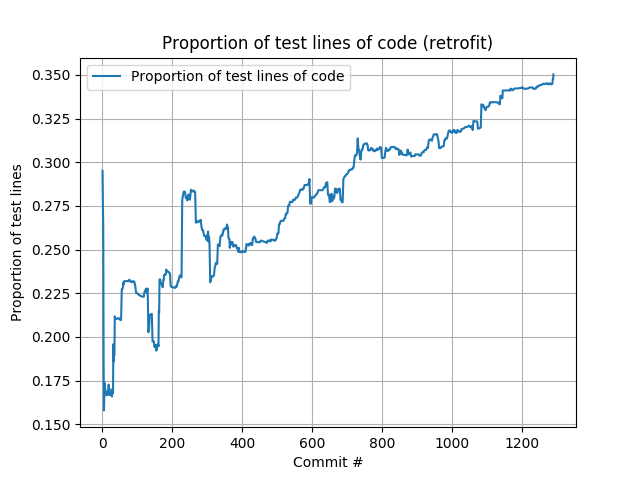 Proportion of test lines of code (retrofit)
Proportion of test lines of code
0.350
0.325
0.300
0.275
0.250
0.225
0.200
0.175
0.150
Proportion of test lines
0 200 400 600 800 1000 1200
Commit #